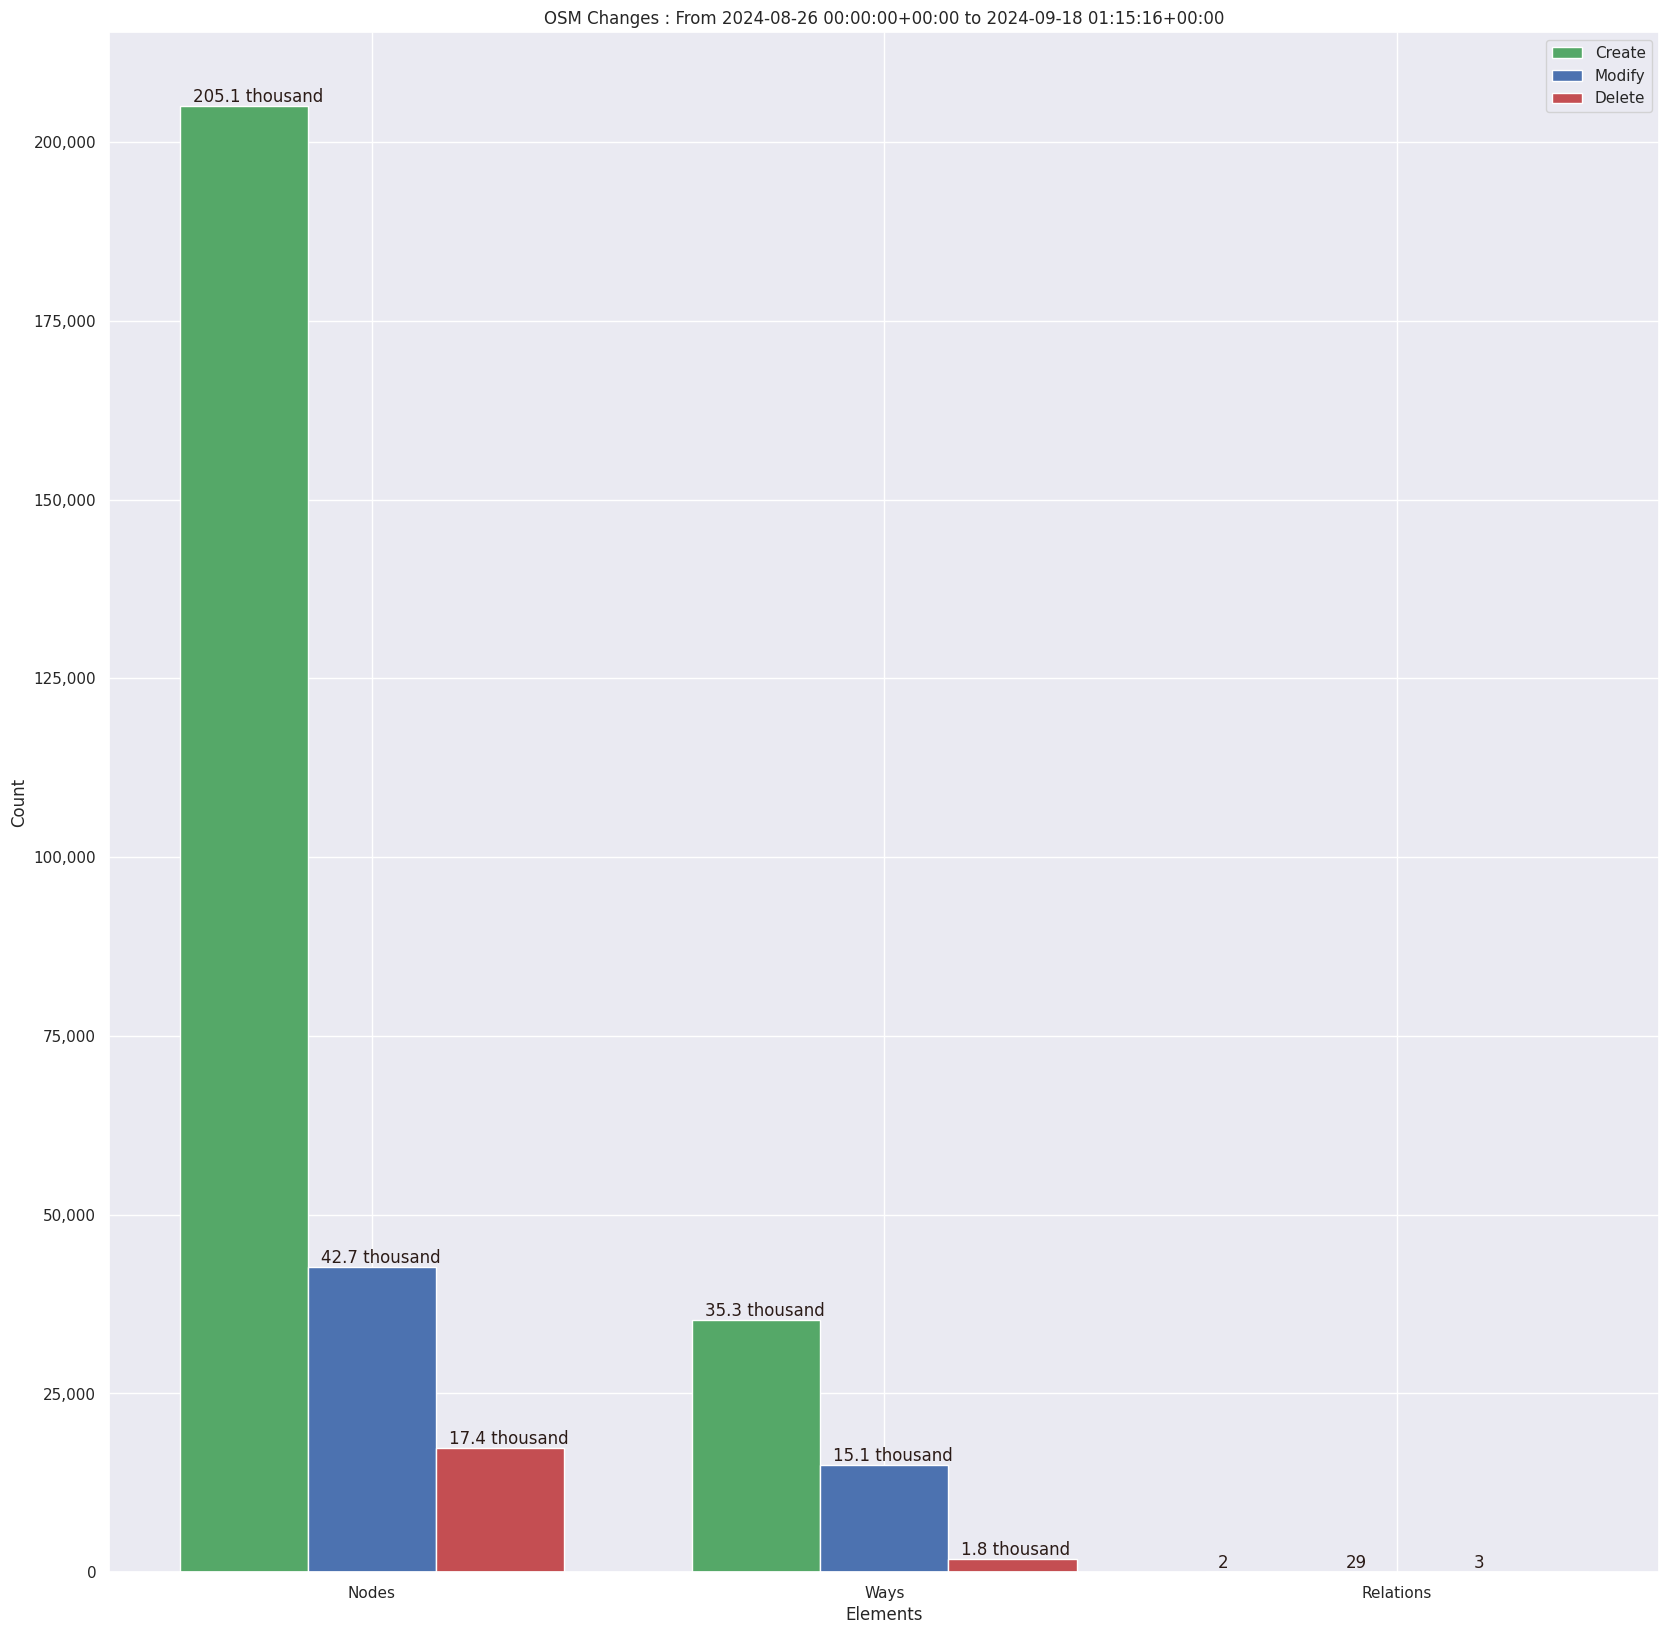 OSM Changes : From 2024-08-26 00:00:00+00:00 to 2024-09-18 01:15:16+00:00
Create
Modify
Delete
205.1 thousand
200,000
175,000
150,000
125,000
100,000
75,000
50,000
25,000
0
Count
42.7 thousand
17.4 thousand
35.3 thousand
15.1 thousand
1.8 thousand
2
29
3
Nodes
Ways
Relations
Elements